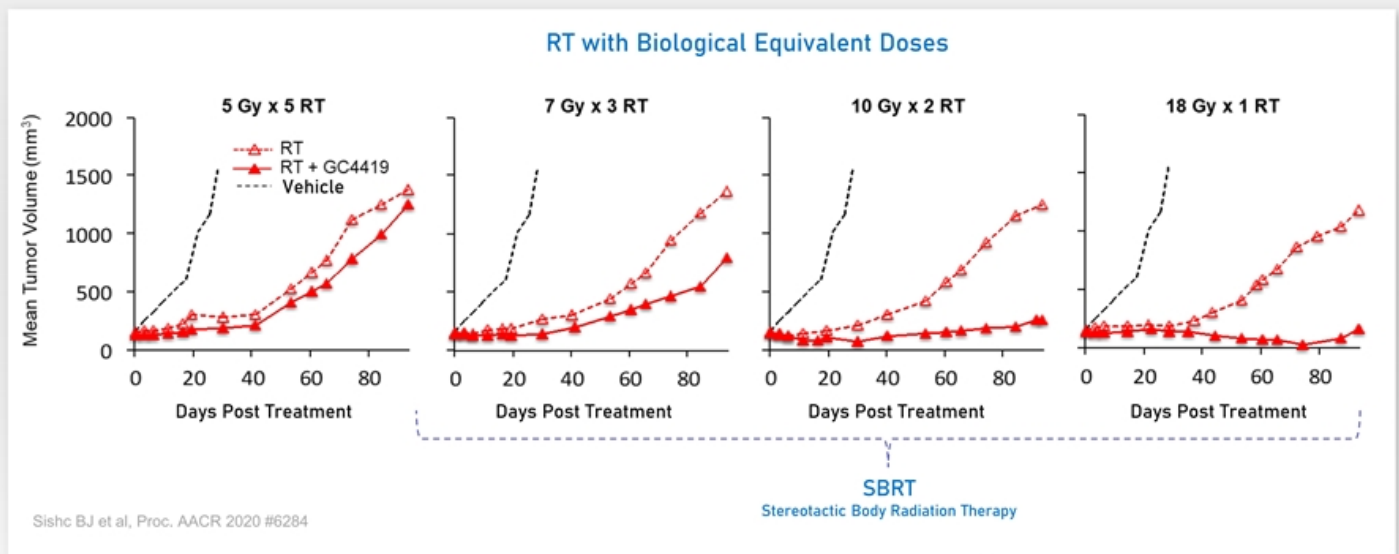 RT with Biological Equivalent Doses
5 Gy x 5 RT
7 Gy x 3 RT
10 Gy x 2 RT
18 Gy x 1 RT
Mean Tumor Volume (mm³)
2000
1500
1000
500
0
RT
RT + GC4419
Vehicle
0 20 40 60 80
0 20 40 60 80
0 20 40 60 80
0 20 40 60 80
Days Post Treatment
Days Post Treatment
Days Post Treatment
Days Post Treatment
SBRT
Stereotactic Body Radiation Therapy
Sishc BJ et al, Proc. AACR 2020 #6284